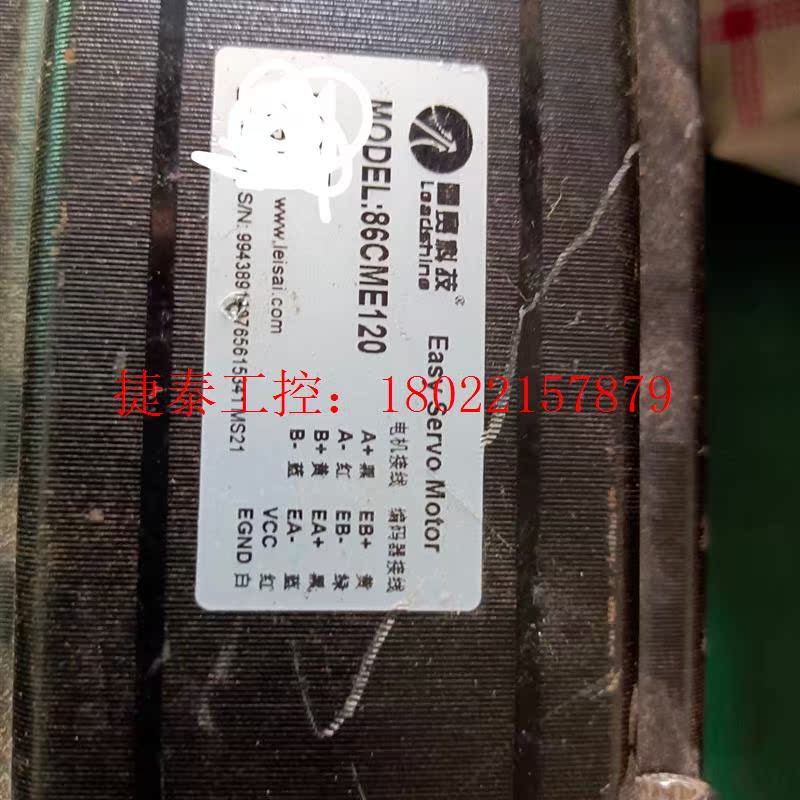 雷赛科技®
Leadshine
Easy Servo Motor
MODEL:86CME120
电机接线 编码器接线
A+ 黑 EB+ 黄
A- 红 EB- 绿
B+ 黄 EA+ 黑
B- 蓝 EA- 蓝
VCC 红
EGND 白
www.leisai.com
S/N:
MS21
捷泰工控：18022157879